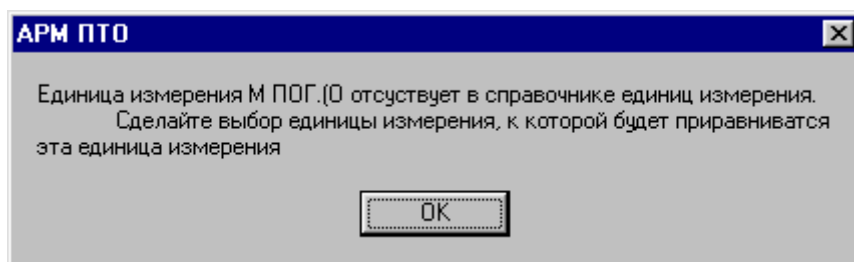 АРМ ПТО
Единица измерения М ПОГ.(О отсуствует в справочнике единиц измерения.
Сделайте выбор единицы измерения, к которой будет приравниватся
эта единица измерения
OK